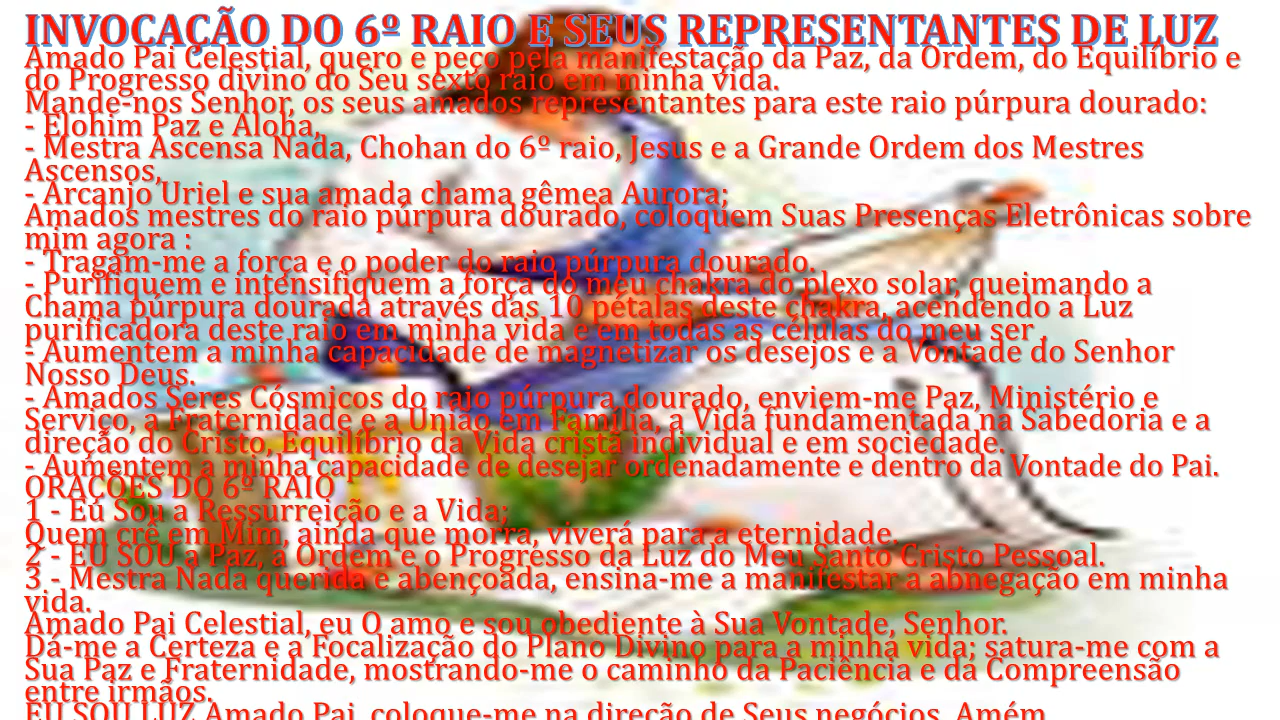 INVOCAÇÃO DO 6º RAIO E SEUS REPRESENTANTES DE LUZ
Amado Pai Celestial, quero e peço pela manifestação da Paz, da Ordem, do Equilíbrio e
do Progresso divino do Seu sexto raio em minha vida.
Mande-nos Senhor, os seus amados representantes para este raio púrpura dourado:
- Elohim Paz e Aloha,
- Mestra Ascensa Nada, Chohan do 6º raio, Jesus e a Grande Ordem dos Mestres
Ascensos,
- Arcanjo Uriel e sua amada chama gêmea Aurora;
Amados mestres do raio púrpura dourado, coloquem Suas Presenças Eletrônicas sobre
mim agora :
- Tragam-me a força e o poder do raio púrpura dourado.
- Purifiquem e intensifiquem a força do meu chakra do plexo solar, queimando a
Chama púrpura dourada através das 10 pétalas deste chakra, acendendo a Luz
purificadora deste raio em minha vida e em todas as células do meu ser .
- Aumentem a minha capacidade de magnetizar os desejos e a Vontade do Senhor
Nosso Deus.
- Amados Seres Cósmicos do raio púrpura dourado, enviem-me Paz, Ministério e
Serviço, a Fraternidade e a União em Família, a Vida fundamentada na Sabedoria e a
direção do Cristo, Equilíbrio da Vida cristã individual e em sociedade.
- Aumentem a minha capacidade de desejar ordenadamente e dentro da Vontade do Pai.
ORAÇÕES DO 6º RAIO
1 - Eu Sou a Ressurreição e a Vida;
Quem crê em Mim, ainda que morra, viverá para a eternidade.
2 - EU SOU a Paz, a Ordem e o Progresso da Luz do Meu Santo Cristo Pessoal.
3 - Mestra Nada querida e abençoada, ensina-me a manifestar a abnegação em minha
vida.
Amado Pai Celestial, eu O amo e sou obediente à Sua Vontade, Senhor.
Dá-me a Certeza e a Focalização do Plano Divino para a minha vida; satura-me com a
Sua Paz e Fraternidade, mostrando-me o caminho da Paciência e da Compreensão
entre irmãos.
EU SOU LUZ Amado Pai, coloque-me na direção de Seus negócios. Amém